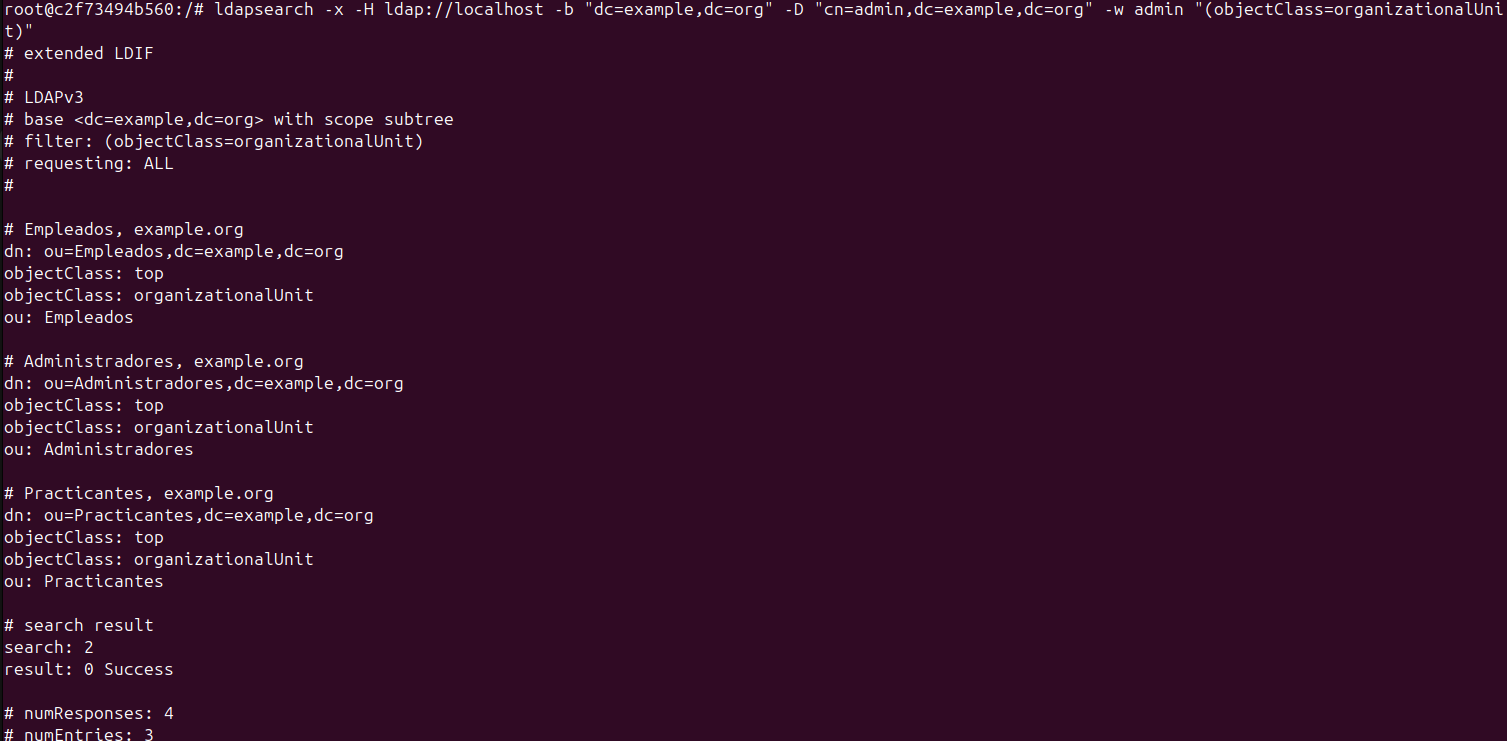 root@c2f73494b560:/# ldapsearch -x -H ldap://localhost -b "dc=example,dc=org" -D "cn=admin,dc=example,dc=org" -w admin "(objectClass=organizationalUni
t)"
# extended LDIF
#
# LDAPv3
# base <dc=example,dc=org> with scope subtree
# filter: (objectClass=organizationalUnit)
# requesting: ALL
#
# Empleados, example.org
dn: ou=Empleados,dc=example,dc=org
objectClass: top
objectClass: organizationalUnit
ou: Empleados
# Administradores, example.org
dn: ou=Administradores,dc=example,dc=org
objectClass: top
objectClass: organizationalUnit
ou: Administradores
# Practicantes, example.org
dn: ou=Practicantes,dc=example,dc=org
objectClass: top
objectClass: organizationalUnit
ou: Practicantes
# search result
search: 2
result: 0 Success
# numResponses: 4
# numEntries: 3